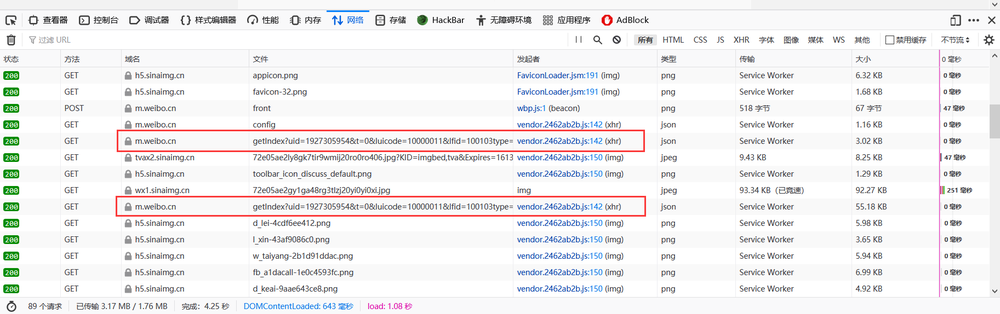 查看器 控制台 调试器 样式编辑器 性能 内存 网络 存储 HackBar 无障碍环境 应用程序 AdBlock
过滤 URL 所有 HTML CSS JS XHR 字体 图像 媒体 WS 其他 禁用缓存 不节流
状态 方法 域名 文件 发起者 类型 传输 大小 0 毫秒
200 GET h5.sinaimg.cn appicon.png FaviconLoader.jsm:191 (img) png Service Worker 6.32 KB 0 毫秒
200 GET h5.sinaimg.cn favicon-32.png FaviconLoader.jsm:191 (img) png Service Worker 1.68 KB 0 毫秒
200 POST m.weibo.cn front wbp.js:1 (beacon) png 518 字节 67 字节 47 毫秒
200 GET m.weibo.cn config vendor.2462ab2b.js:142 (xhr) json Service Worker 1.16 KB 0 毫秒
200 GET m.weibo.cn getIndex?uid=1927305954&t=0&luicode=10000011&lfid=100103type= vendor.2462ab2b.js:142 (xhr) json Service Worker 3.02 KB 0 毫秒
200 GET tvax2.sinaimg.cn 72e05ae2ly8gk7tir9wmij20ro0ro406.jpg?KID=imgbed,tva&Expires=1613 vendor.2462ab2b.js:150 (img) jpeg 9.43 KB 8.25 KB 47 毫秒
200 GET h5.sinaimg.cn toolbar_icon_discuss_default.png vendor.2462ab2b.js:150 (img) png Service Worker 1.29 KB 0 毫秒
200 GET wx1.sinaimg.cn 72e05ae2gy1ga48rg3tlzj20yi0yi0xi.jpg img jpeg 93.34 KB（已竞速） 92.27 KB 251 毫秒
200 GET m.weibo.cn getIndex?uid=1927305954&t=0&luicode=10000011&lfid=100103type= vendor.2462ab2b.js:142 (xhr) json Service Worker 55.18 KB 0 毫秒
200 GET h5.sinaimg.cn d_lei-4cdf6ee412.png vendor.2462ab2b.js:150 (img) png Service Worker 5.98 KB 0 毫秒
200 GET h5.sinaimg.cn l_xin-43af9086c0.png vendor.2462ab2b.js:150 (img) png Service Worker 3.65 KB 0 毫秒
200 GET h5.sinaimg.cn w_taiyang-2b1d91ddac.png vendor.2462ab2b.js:150 (img) png Service Worker 5.94 KB 0 毫秒
200 GET h5.sinaimg.cn fb_a1dacall-1e0c4593fc.png vendor.2462ab2b.js:150 (img) png Service Worker 6.99 KB 0 毫秒
200 GET h5.sinaimg.cn d_keai-9aae643ce8.png vendor.2462ab2b.js:150 (img) png Service Worker 4.92 KB 0 毫秒
89 个请求 已传输 3.17 MB / 1.76 MB 完成：4.25 秒 DOMContentLoaded: 643 毫秒 load: 1.08 秒